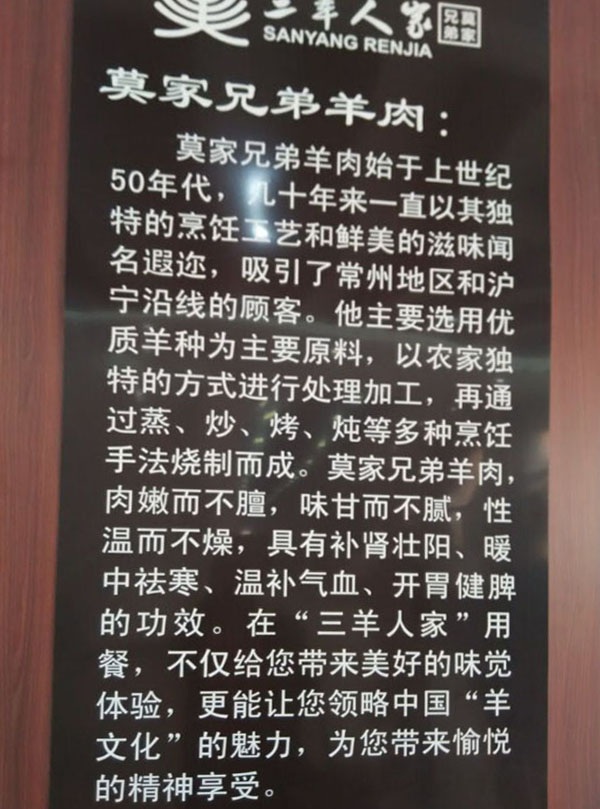 三羊人家 莫家兄弟
SANYANG RENJIA
莫家兄弟羊肉：
莫家兄弟羊肉始于上世纪
50年代，几十年来一直以其独
特的烹饪工艺和鲜美的滋味闻
名遐迩，吸引了常州地区和沪
宁沿线的顾客。他主要选用优
质羊种为主要原料，以农家独
特的方式进行处理加工，再通
过蒸、炒、烤、炖等多种烹饪
手法烧制而成。莫家兄弟羊肉，
肉嫩而不膻，味甘而不腻，性
温而不燥，具有补肾壮阳、暖
中祛寒、温补气血、开胃健脾
的功效。在“三羊人家”用
餐，不仅给您带来美好的味觉
体验，更能让您领略中国“羊
文化”的魅力，为您带来愉悦
的精神享受。